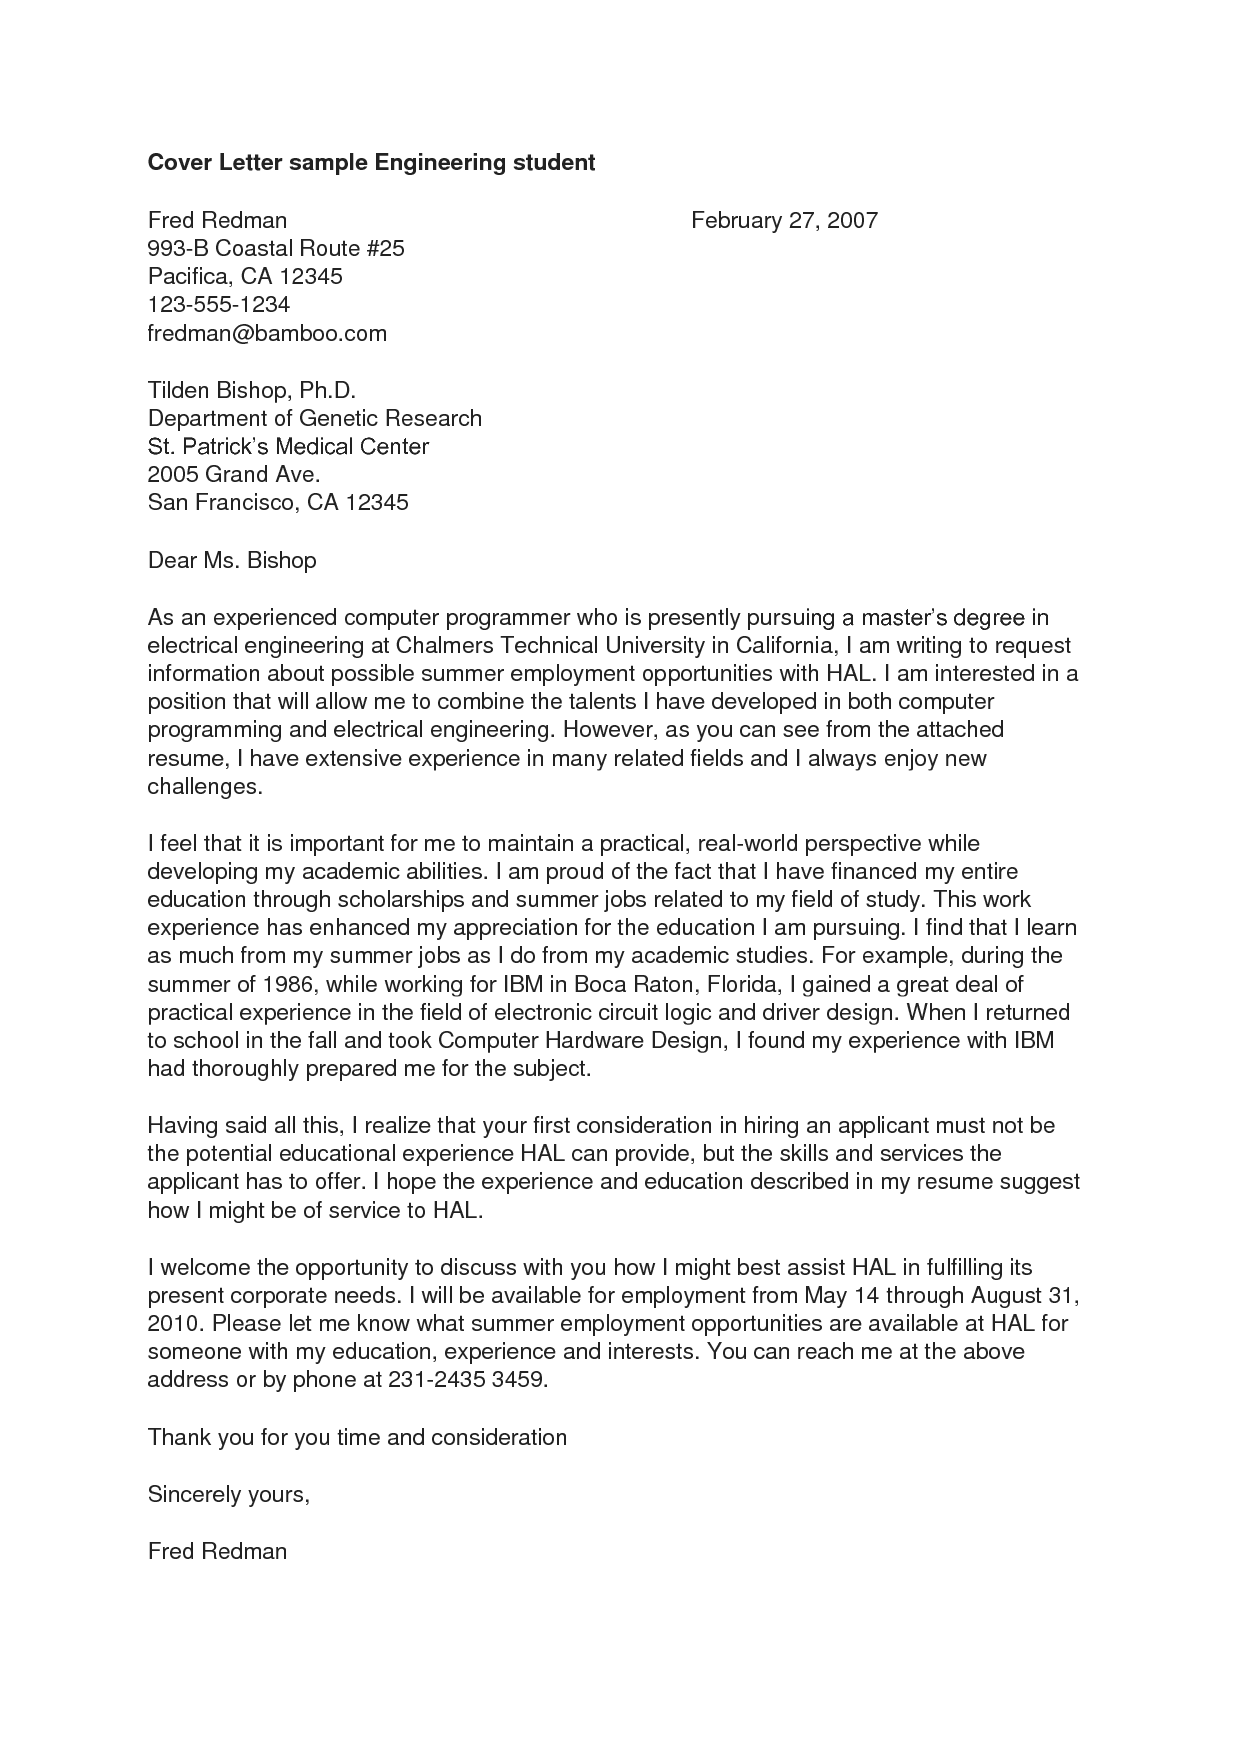 Cover Letter sample Engineering student
Fred Redman February 27, 2007
993-B Coastal Route #25
Pacifica, CA 12345
123-555-1234
fredman@bamboo.com
Tilden Bishop, Ph.D.
Department of Genetic Research
St. Patrick's Medical Center
2005 Grand Ave.
San Francisco, CA 12345
Dear Ms. Bishop
As an experienced computer programmer who is presently pursuing a master's degree in
electrical engineering at Chalmers Technical University in California, I am writing to request
information about possible summer employment opportunities with HAL. I am interested in a
position that will allow me to combine the talents I have developed in both computer
programming and electrical engineering. However, as you can see from the attached
resume, I have extensive experience in many related fields and I always enjoy new
challenges.
I feel that it is important for me to maintain a practical, real-world perspective while
developing my academic abilities. I am proud of the fact that I have financed my entire
education through scholarships and summer jobs related to my field of study. This work
experience has enhanced my appreciation for the education I am pursuing. I find that I learn
as much from my summer jobs as I do from my academic studies. For example, during the
summer of 1986, while working for IBM in Boca Raton, Florida, I gained a great deal of
practical experience in the field of electronic circuit logic and driver design. When I returned
to school in the fall and took Computer Hardware Design, I found my experience with IBM
had thoroughly prepared me for the subject.
Having said all this, I realize that your first consideration in hiring an applicant must not be
the potential educational experience HAL can provide, but the skills and services the
applicant has to offer. I hope the experience and education described in my resume suggest
how I might be of service to HAL.
I welcome the opportunity to discuss with you how I might best assist HAL in fulfilling its
present corporate needs. I will be available for employment from May 14 through August 31,
2010. Please let me know what summer employment opportunities are available at HAL for
someone with my education, experience and interests. You can reach me at the above
address or by phone at 231-2435 3459.
Thank you for you time and consideration
Sincerely yours,
Fred Redman